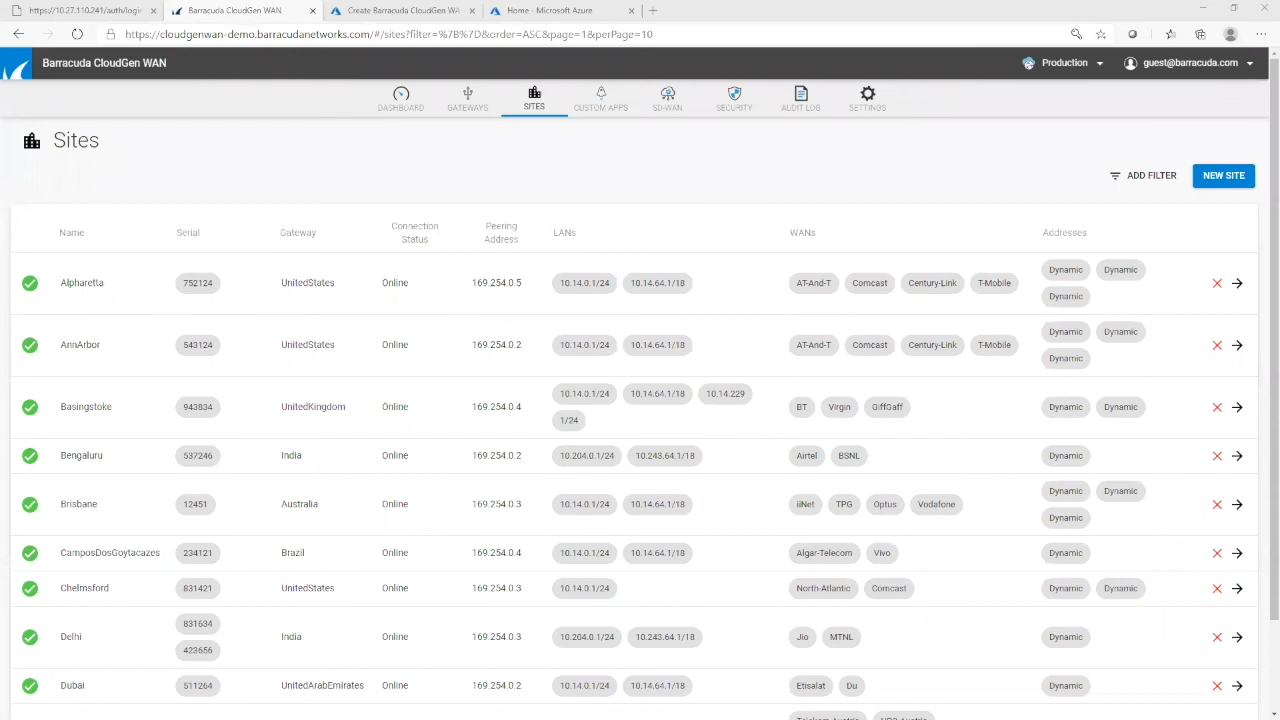 https://10.27.110.241/auth/login
Barracuda CloudGen WAN
Create Barracuda CloudGen WAN
Home - Microsoft Azure
https://cloudgenwan-demo.barracudanetworks.com/#/sites?filter=%7B%7D&order=ASC&page=1&perPage=10
Barracuda CloudGen WAN
Production
guest@barracuda.com
DASHBOARD
GATEWAYS
SITES
CUSTOM APPS
SD-WAN
SECURITY
AUDIT LOG
SETTINGS
Sites
ADD FILTER
NEW SITE
Name Serial Gateway Connection Status Peering Address LANs WANs Addresses
Alpharetta 752124 UnitedStates Online 169.254.0.5 10.14.0.1/24 10.14.64.1/18 AT-And-T Comcast Century-Link T-Mobile Dynamic Dynamic
Dynamic
AnnArbor 543124 UnitedStates Online 169.254.0.2 10.14.0.1/24 10.14.64.1/18 AT-And-T Comcast Century-Link T-Mobile Dynamic Dynamic
Dynamic
Basingstoke 943834 UnitedKingdom Online 169.254.0.4 10.14.0.1/24 10.14.64.1/18 10.14.229
1/24 BT Virgin GiffGaff Dynamic Dynamic
Bengaluru 537246 India Online 169.254.0.2 10.204.0.1/24 10.243.64.1/18 Airtel BSNL Dynamic
Brisbane 12451 Australia Online 169.254.0.4 10.14.0.1/24 10.14.64.1/18 iiNet TPG Optus Vodafone Dynamic Dynamic
Dynamic
CamposDosGoytacazes 234121 Brazil Online 169.254.0.4 10.14.0.1/24 10.14.64.1/18 Algar-Telecom Vivo Dynamic
Chelmsford 831421 UnitedStates Online 169.254.0.3 10.14.0.1/24 North-Atlantic Comcast Dynamic Dynamic
Delhi 831634
423656 India Online 169.254.0.3 10.204.0.1/24 10.243.64.1/18 Jio MTNL Dynamic
Dubai 511264 UnitedArabEmirates Online 169.254.0.2 10.14.0.1/24 10.14.64.1/18 Etisalat Du Dynamic